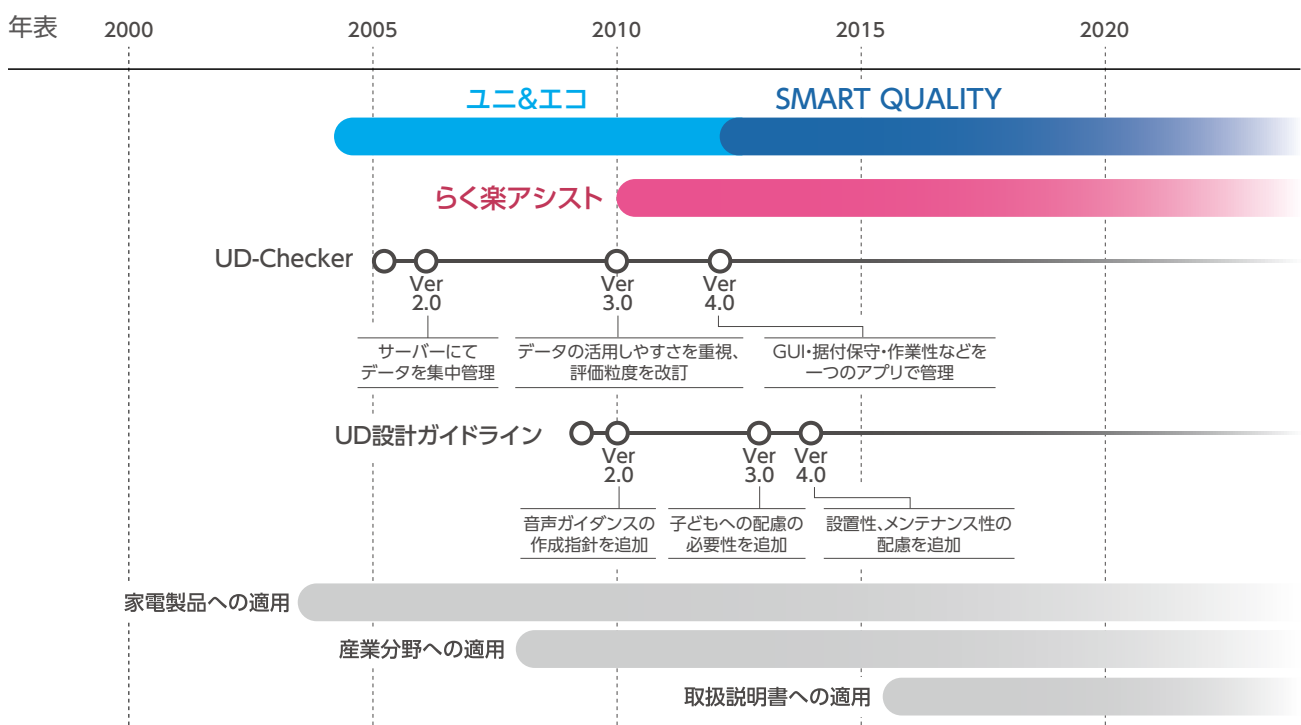 年表 2000 2005 2010 2015 2020
ユニ&エコ SMART QUALITY
らく楽アシスト
UD-Checker
Ver
2.0
Ver
3.0
Ver
4.0
サーバーにて
データを集中管理
データの活用しやすさを重視、
評価粒度を改訂
GUI・据付保守・作業性などを
一つのアプリで管理
UD設計ガイドライン
Ver
2.0
Ver
3.0
Ver
4.0
音声ガイダンスの
作成指針を追加
子どもへの配慮の
必要性を追加
設置性、メンテナンス性の
配慮を追加
家電製品への適用
産業分野への適用
取扱説明書への適用